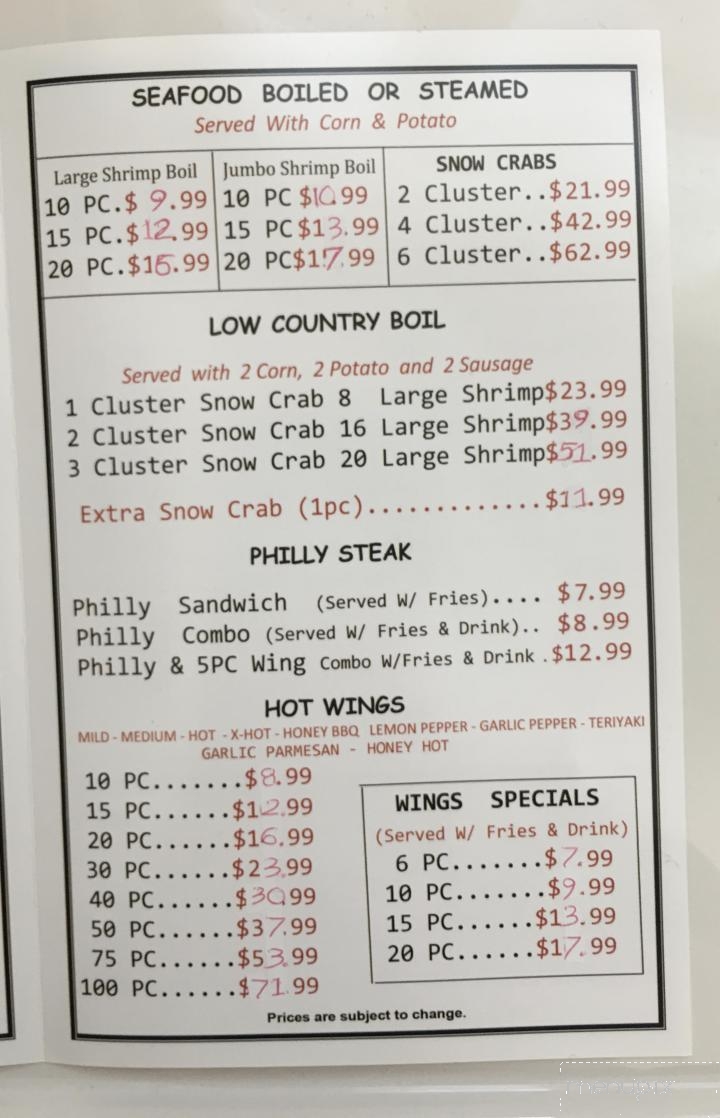 SEAFOOD BOILED OR STEAMED
Served With Corn & Potato
Large Shrimp Boil
10 PC.$ 9.99
15 PC.$12.99
20 PC.$15.99
Jumbo Shrimp Boil
10 PC $10.99
15 PC $13.99
20 PC$17.99
SNOW CRABS
2 Cluster..$21.99
4 Cluster..$42.99
6 Cluster..$62.99
LOW COUNTRY BOIL
Served with 2 Corn, 2 Potato and 2 Sausage
1 Cluster Snow Crab 8 Large Shrimp$23.99
2 Cluster Snow Crab 16 Large Shrimp$39.99
3 Cluster Snow Crab 20 Large Shrimp$51.99
Extra Snow Crab (1pc).............$11.99
PHILLY STEAK
Philly Sandwich (Served W/ Fries).... $7.99
Philly Combo (Served W/ Fries & Drink).. $8.99
Philly & 5PC Wing Combo W/Fries & Drink .$12.99
HOT WINGS
MILD - MEDIUM - HOT - X-HOT - HONEY BBQ LEMON PEPPER - GARLIC PEPPER - TERIYAKI
GARLIC PARMESAN - HONEY HOT
10 PC.......$8.99
15 PC......$12.99
20 PC......$16.99
30 PC......$23.99
40 PC......$30.99
50 PC......$37.99
75 PC......$53.99
100 PC......$71.99
WINGS SPECIALS
(Served W/ Fries & Drink)
6 PC.......$7.99
10 PC.......$9.99
15 PC......$13.99
20 PC......$17.99
Prices are subject to change.